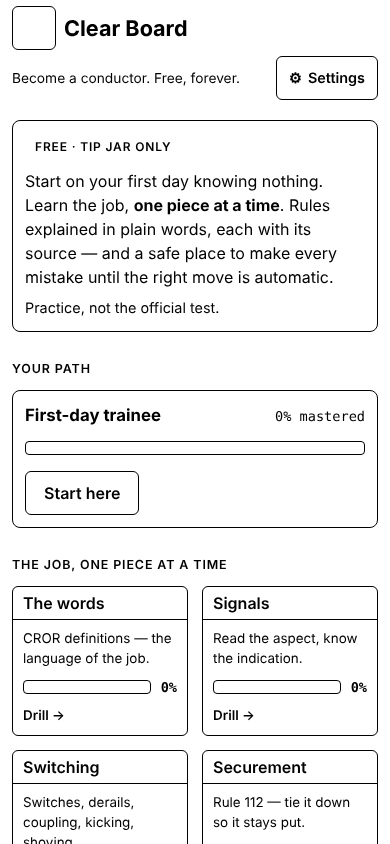 Clear Board
Become a conductor. Free, forever.
⚙ Settings
FREE · TIP JAR ONLY
Start on your first day knowing nothing.
Learn the job, one piece at a time. Rules
explained in plain words, each with its
source — and a safe place to make every
mistake until the right move is automatic.
Practice, not the official test.
YOUR PATH
First-day trainee
0% mastered
Start here
THE JOB, ONE PIECE AT A TIME
The words
CROR definitions — the
language of the job.
0%
Drill →
Signals
Read the aspect, know
the indication.
0%
Drill →
Switching
Switches, derails,
coupling, kicking,
shoving
Securement
Rule 112 — tie it down
so it stays put.